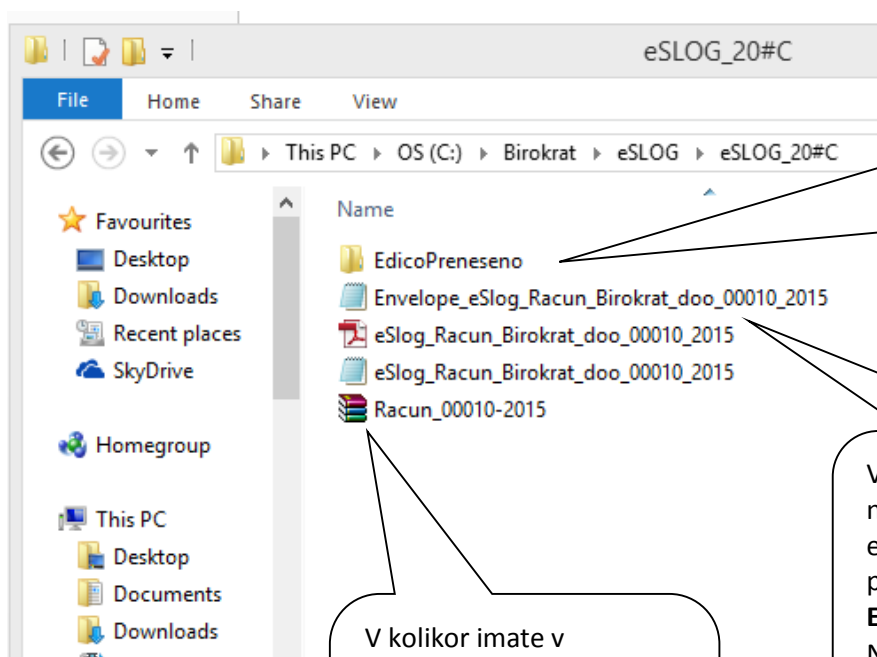 eSLOG_20#C
File Home Share View
This PC OS (C:) Birokrat eSLOG eSLOG_20#C
Favourites
Desktop
Downloads
Recent places
SkyDrive
Homegroup
This PC
Desktop
Documents
Downloads
Name
EdicoPreneseno
Envelope_eSlog_Racun_Birokrat_doo_00010_2015
eSlog_Racun_Birokrat_doo_00010_2015
eSlog_Racun_Birokrat_doo_00010_2015
Racun_00010-2015
V kolikor imate v